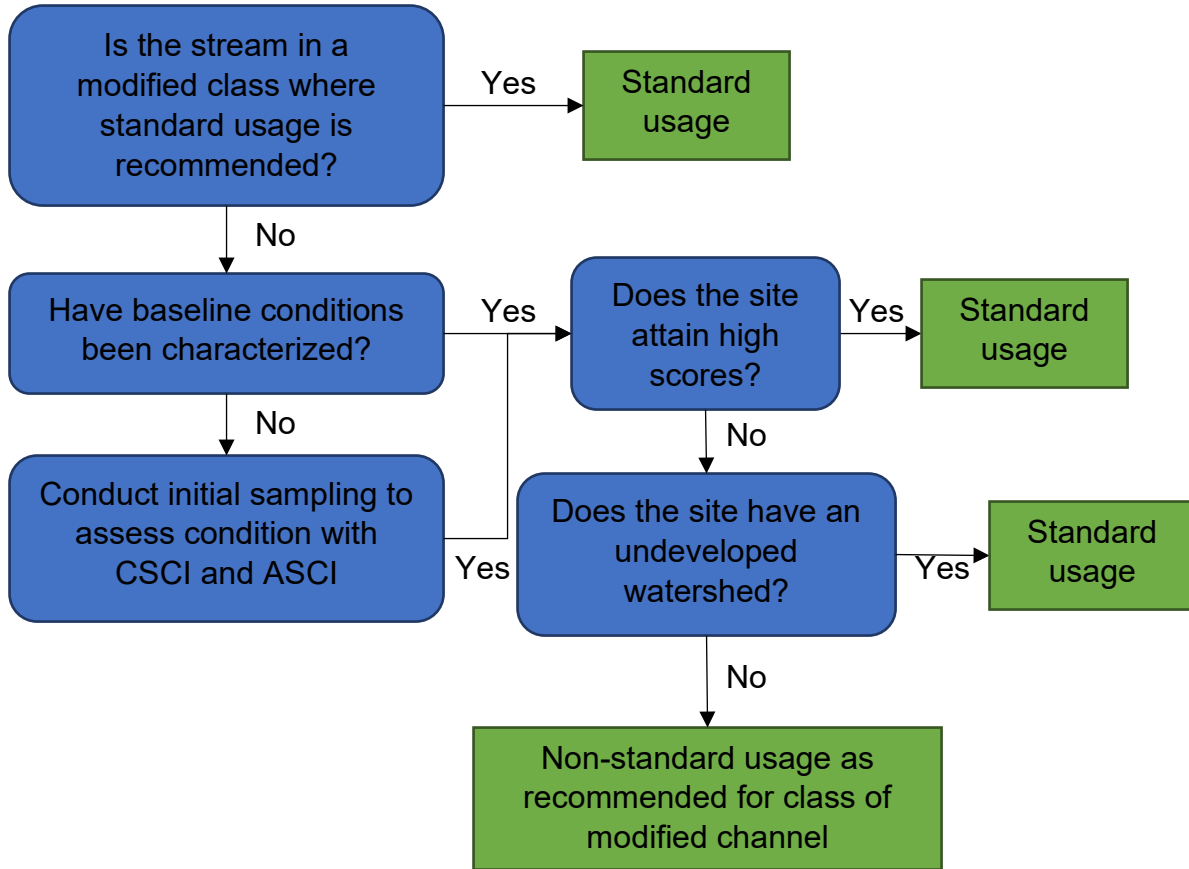 Is the stream in a
modified class where
standard usage is
recommended?
Yes
Standard
usage
No
Have baseline conditions
been characterized?
Yes
Does the site
attain high
scores?
Yes
Standard
usage
No
Conduct initial sampling to
assess condition with
CSCI and ASCI
Yes
No
Does the site have an
undeveloped
watershed?
Yes
Standard
usage
No
Non-standard usage as
recommended for class of
modified channel